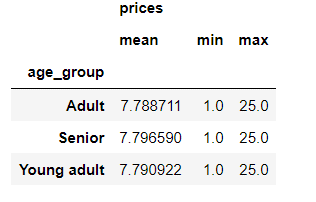 prices
mean min max
age_group
Adult 7.788711 1.0 25.0
Senior 7.796590 1.0 25.0
Young adult 7.790922 1.0 25.0